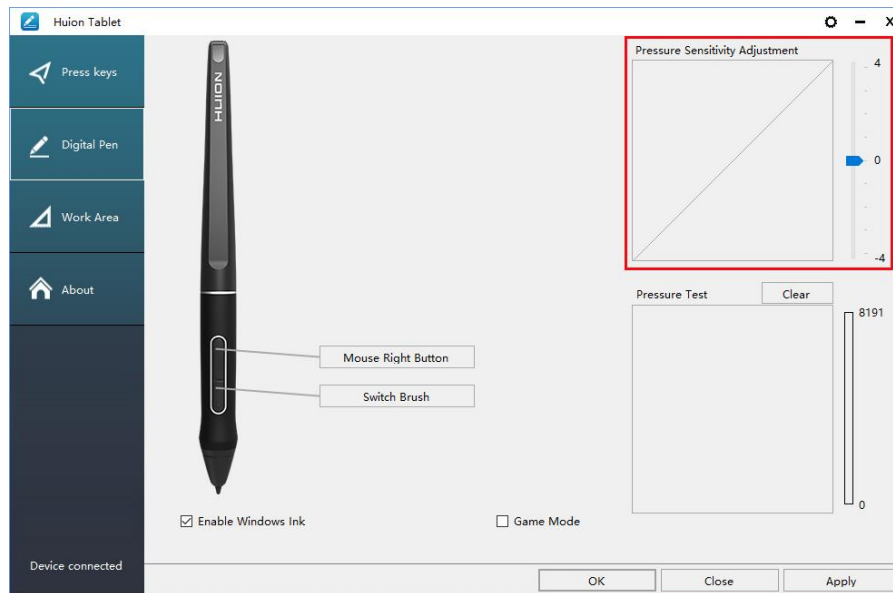 Huion Tablet
Press keys
Digital Pen
Work Area
About
Device connected
HUION
Mouse Right Button
Switch Brush
Enable Windows Ink
Game Mode
Pressure Sensitivity Adjustment
4
0
-4
Pressure Test
Clear
8191
0
OK
Close
Apply